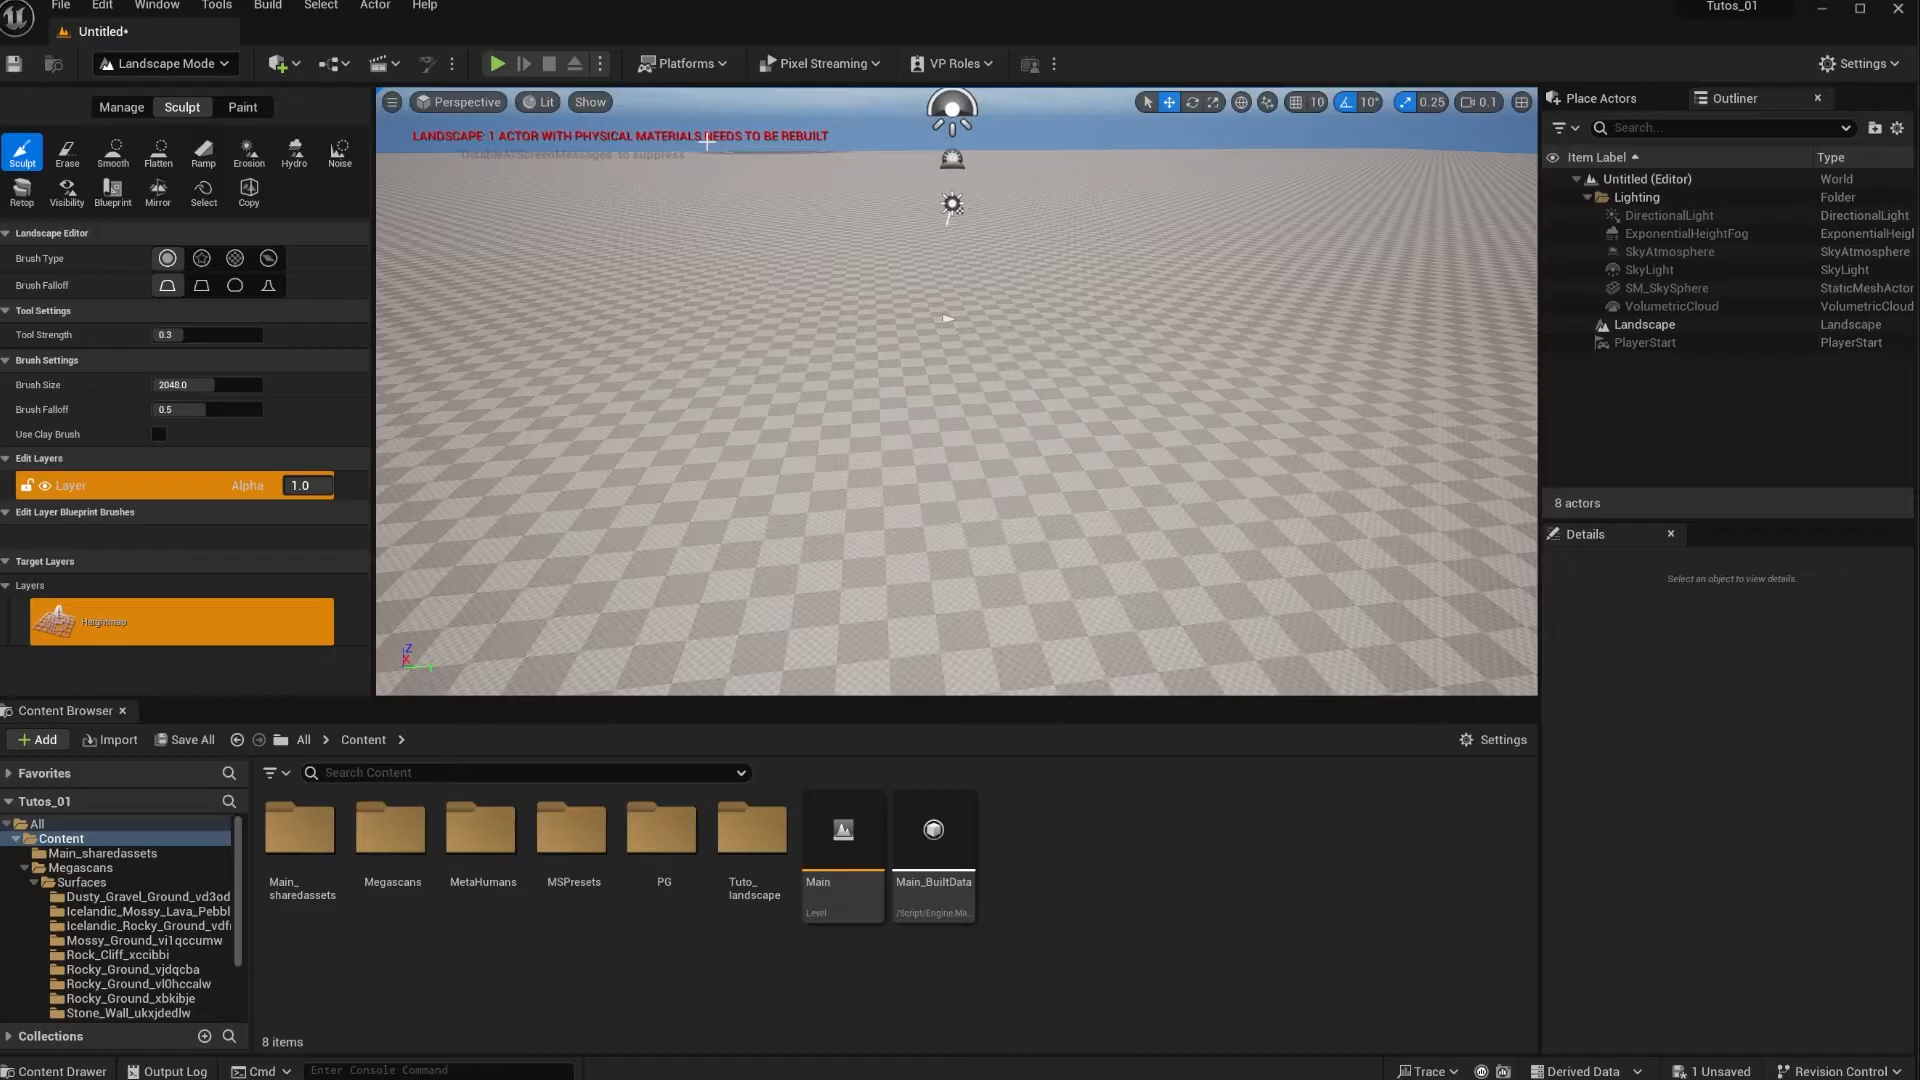 File Edit Window Tools Build Select Actor Help
Tutos_01
Untitled*
Landscape Mode
Platforms
Pixel Streaming
VP Roles
Settings
Manage Sculpt Paint
Sculpt Erase Smooth Flatten Ramp Erosion Hydro Noise
Retop Visibility Blueprint Mirror Select Copy
Landscape Editor
Brush Type
Brush Falloff
Tool Settings
Tool Strength 0.3
Brush Settings
Brush Size 2048.0
Brush Falloff 0.5
Use Clay Brush
Edit Layers
Layer Alpha 1.0
Edit Layer Blueprint Brushes
Target Layers
Layers
Heightmap
Perspective Lit Show
10 10° 0.25 0.1
LANDSCAPE: 1 ACTOR WITH PHYSICAL MATERIALS NEEDS TO BE REBUILT
'DisableAllScreenMessages' to suppress
Z
X
Y
Place Actors
Outliner
Search...
Item Label Type
Untitled (Editor) World
Lighting Folder
DirectionalLight DirectionalLight
ExponentialHeightFog ExponentialHeigl
SkyAtmosphere SkyAtmosphere
SkyLight SkyLight
SM_SkySphere StaticMeshActor
VolumetricCloud VolumetricCloud
Landscape Landscape
PlayerStart PlayerStart
8 actors
Details
Select an object to view details.
Content Browser
Add Import Save All All Content
Settings
Favorites
Search Content
Tutos_01
All
Content
Main_sharedassets
Megascans
Surfaces
Dusty_Gravel_Ground_vd3od
Icelandic_Mossy_Lava_Pebbl
Icelandic_Rocky_Ground_vdfr
Mossy_Ground_vi1qccumw
Rock_Cliff_xccibbi
Rocky_Ground_vjdqcba
Rocky_Ground_vl0hccalw
Rocky_Ground_xbkibje
Stone_Wall_ukxjdedlw
Collections
Main_
sharedassets
Megascans
MetaHumans
MSPresets
PG
Tuto_
landscape
Main
Level
Main_BuiltData
/Script/Engine.Ma...
8 items
Content Drawer
Output Log
Cmd
Enter Console Command
Trace
Derived Data
1 Unsaved
Revision Control